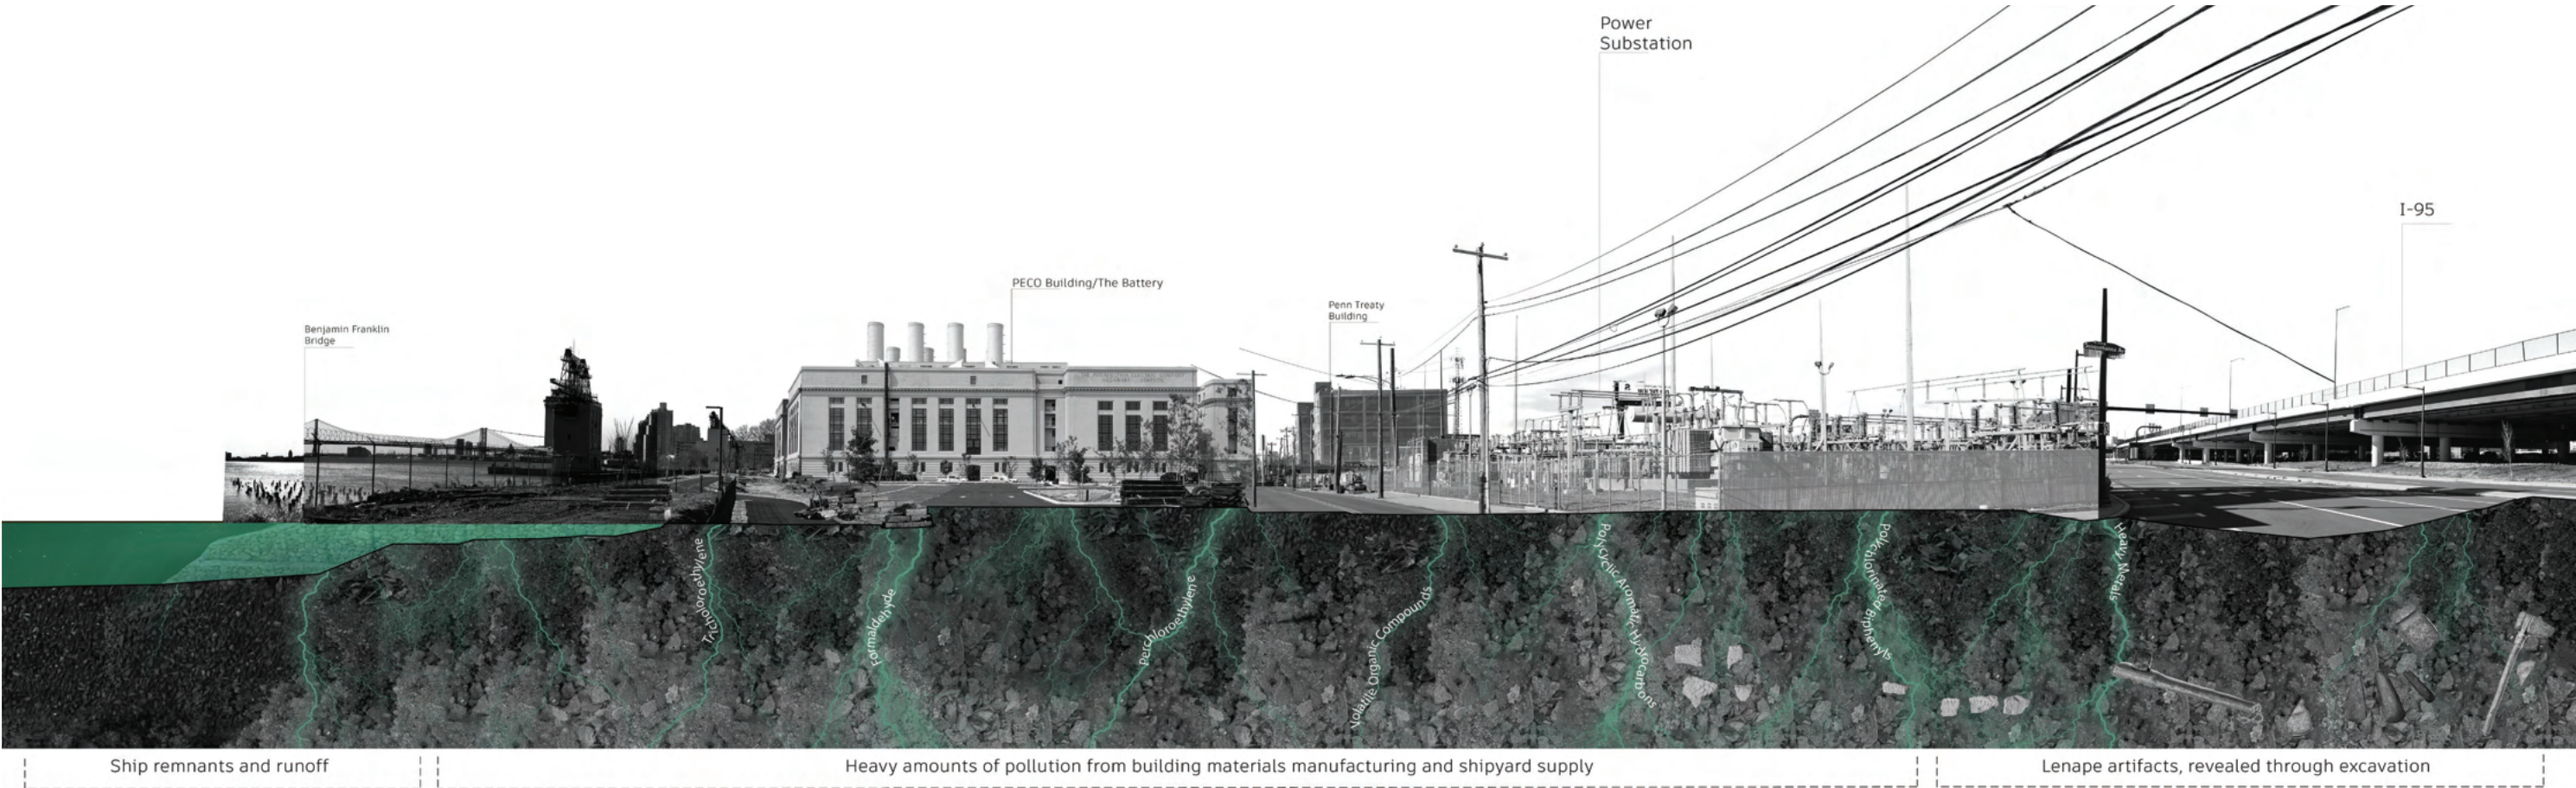 Power
Substation
I-95
PECO Building/The Battery
Penn Treaty
Building
Benjamin Franklin
Bridge
Tricholoroethylene
Formaldehyde
Perchloroethylene
Volatile Organic Compounds
Polycyclic Aromatic Hydrocarbons
Polychlorinated Biphenyls
Heavy Metals
Ship remnants and runoff
Heavy amounts of pollution from building materials manufacturing and shipyard supply
Lenape artifacts, revealed through excavation